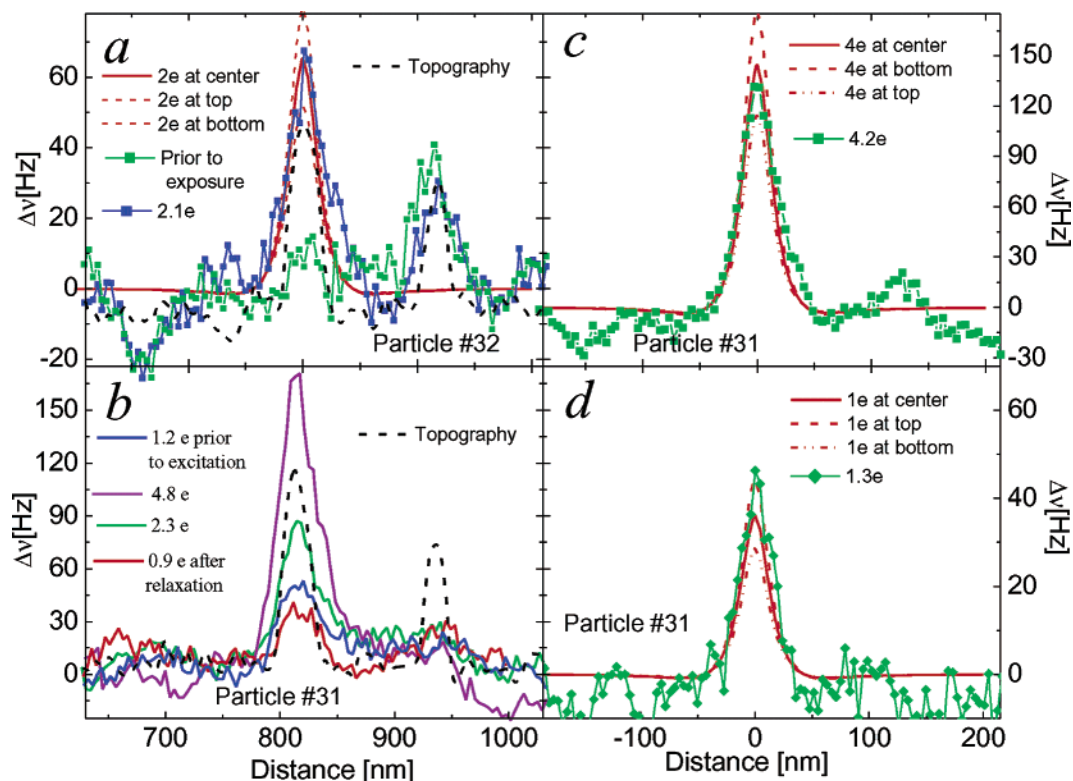 a
2e at center
2e at top
2e at bottom
Prior to
exposure
2.1e
Topography
Particle #32
Δν[Hz]
60
40
20
0
-20
c
4e at center
4e at bottom
4e at top
4.2e
Particle #31
Δν[Hz]
150
120
90
60
30
0
-30
b
1.2 e prior
to excitation
4.8 e
2.3 e
0.9 e after
relaxation
Topography
Particle #31
Δν[Hz]
150
120
90
60
30
0
700 800 900 1000
Distance [nm]
d
1e at center
1e at top
1e at bottom
1.3e
Particle #31
Δν[Hz]
60
40
20
0
-100 0 100 200
Distance [nm]